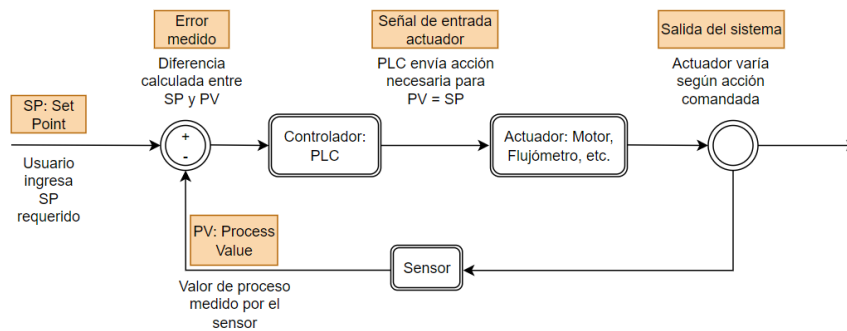 Error
medido
Diferencia
calculada entre
SP y PV
Señal de entrada
actuador
PLC envía acción
necesaria para
PV = SP
Salida del sistema
Actuador varía
según acción
comandada
SP: Set
Point
Usuario
ingresa
SP
requerido
+
-
Controlador:
PLC
Actuador: Motor,
Flujómetro, etc.
PV: Process
Value
Valor de proceso
medido por el
sensor
Sensor